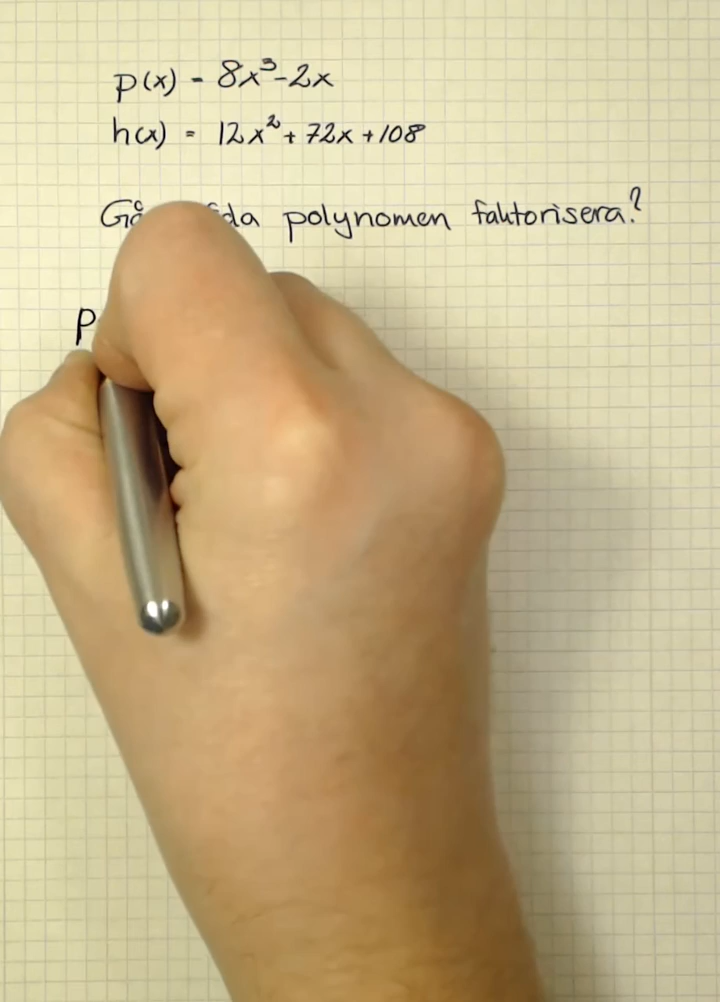 p(x) = 8x³-2x
h(x) = 12x² + 72x + 108
polynomen faktorisera?
p